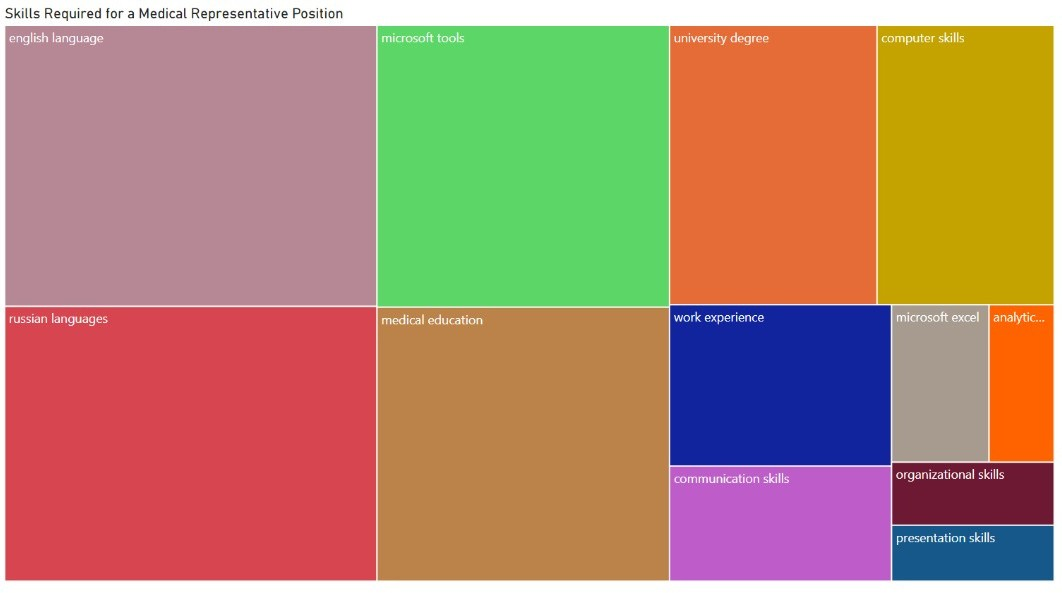 Skills Required for a Medical Representative Position
english language
microsoft tools
university degree
computer skills
russian languages
medical education
work experience
microsoft excel
analytic...
communication skills
organizational skills
presentation skills